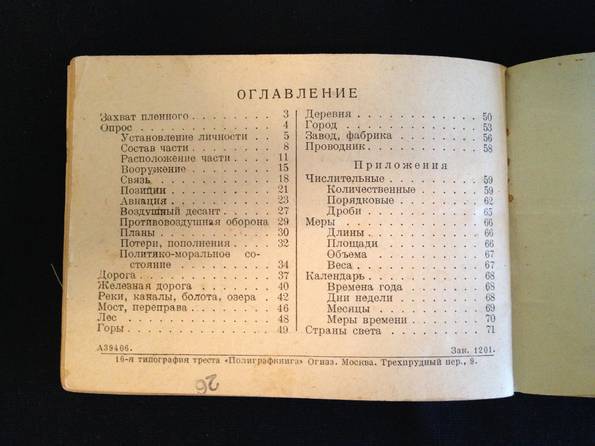 ОГЛАВЛЕНИЕ
Захват пленного . . . . . . . . 3
Опрос . . . . . . . . . . . . 4
Установление личности . . . . 5
Состав части . . . . . . . . 8
Расположение части . . . . . 11
Вооружение . . . . . . . . . 15
Связь . . . . . . . . . . . 18
Позиции . . . . . . . . . . 21
Авиация . . . . . . . . . . 23
Воздушный десант . . . . . . 27
Противовоздушная оборона 29
Планы . . . . . . . . . . . 30
Потери, пополнения . . . . . 32
Политико-моральное со-
стояние . . . . . . . . . 34
Дорога . . . . . . . . . . . . 37
Железная дорога . . . . . . . 40
Реки, каналы, болота, озера . . 42
Мост, переправа . . . . . . . . 46
Лес . . . . . . . . . . . . . 48
Горы . . . . . . . . . . . . . 49
Деревня . . . . . . . . . . . 50
Город . . . . . . . . . . . . 53
Завод, фабрика . . . . . . . . 56
Проводник . . . . . . . . . . 58
Приложения
Числительные . . . . . . . . . 59
Количественные . . . . . . 59
Порядковые . . . . . . . . 62
Дроби . . . . . . . . . . . 65
Меры . . . . . . . . . . . . 66
Длины . . . . . . . . . . . 66
Площади . . . . . . . . . . 66
Объема . . . . . . . . . . 67
Веса . . . . . . . . . . . . 67
Календарь . . . . . . . . . . 68
Времена года . . . . . . . . 68
Дни недели . . . . . . . . 68
Месяцы . . . . . . . . . . 69
Меры времени . . . . . . . 70
Страны света . . . . . . . . . 71
А39406. Зак. 1201.
16-я типография треста «Полиграфкнига» Огиза. Москва. Трехпрудный пер., 9.
26